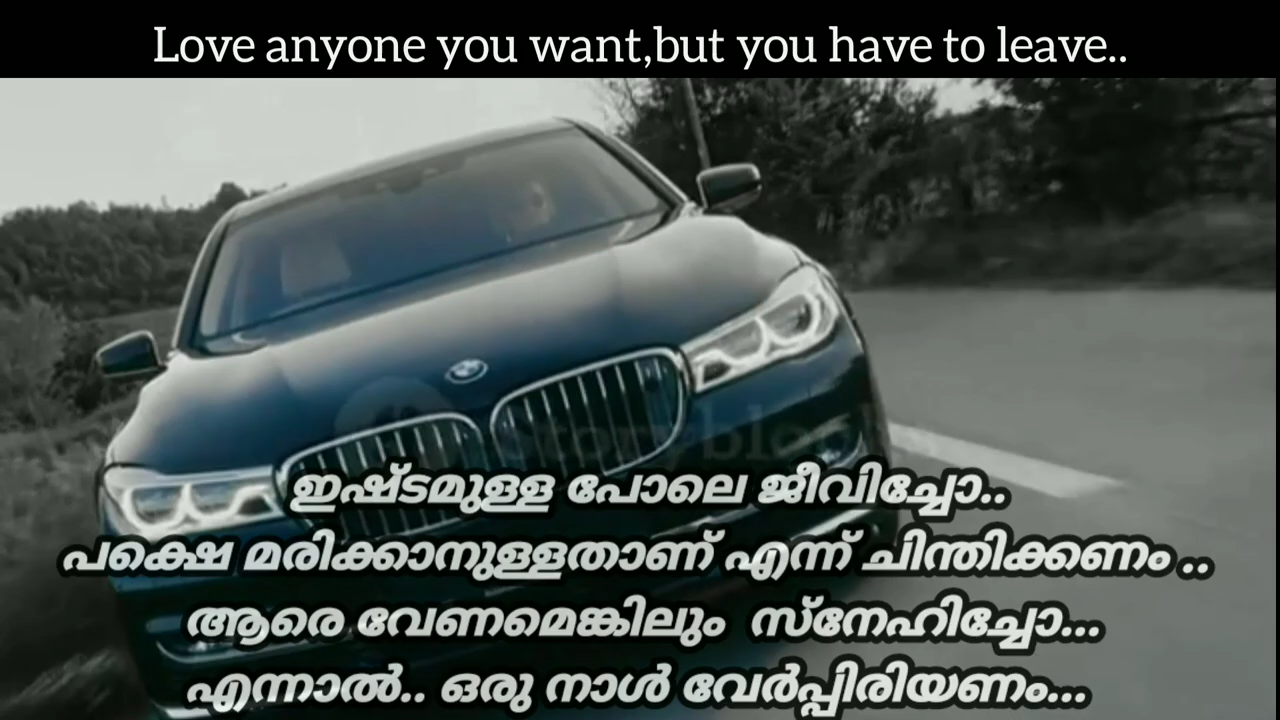 Love anyone you want,but you have to leave..
ഇഷ്ടമുള്ള പോലെ ജീവിച്ചോ..
പക്ഷെ മരിക്കാനുള്ളതാണ് എന്ന് ചിന്തിക്കണം ..
ആരെ വേണമെങ്കിലും സ്നേഹിച്ചോ...
എന്നാൽ.. ഒരു നാൾ വേർപ്പിരിയണം...